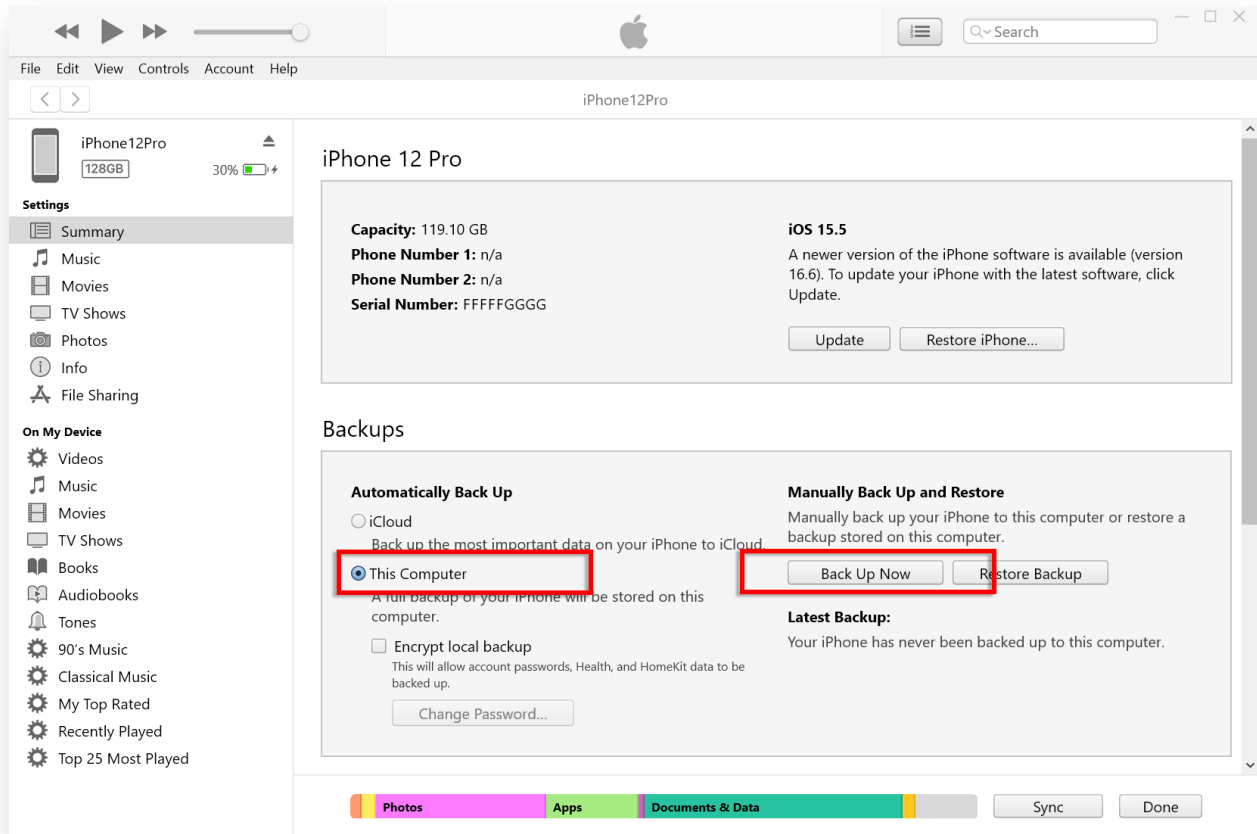 Search
File Edit View Controls Account Help
iPhone12Pro
iPhone12Pro
128GB
30%
Settings
Summary
Music
Movies
TV Shows
Photos
Info
File Sharing
On My Device
Videos
Music
Movies
TV Shows
Books
Audiobooks
Tones
90's Music
Classical Music
My Top Rated
Recently Played
Top 25 Most Played
iPhone 12 Pro
Capacity: 119.10 GB
Phone Number 1: n/a
Phone Number 2: n/a
Serial Number: FFFFFGGGG
iOS 15.5
A newer version of the iPhone software is available (version
16.6). To update your iPhone with the latest software, click
Update.
Update Restore iPhone...
Backups
Automatically Back Up
iCloud
Back up the most important data on your iPhone to iCloud.
This Computer
A full backup of your iPhone will be stored on this
computer.
Encrypt local backup
This will allow account passwords, Health, and HomeKit data to be
backed up.
Change Password...
Manually Back Up and Restore
Manually back up your iPhone to this computer or restore a
backup stored on this computer.
Back Up Now Restore Backup
Latest Backup:
Your iPhone has never been backed up to this computer.
Photos Apps Documents & Data
Sync Done